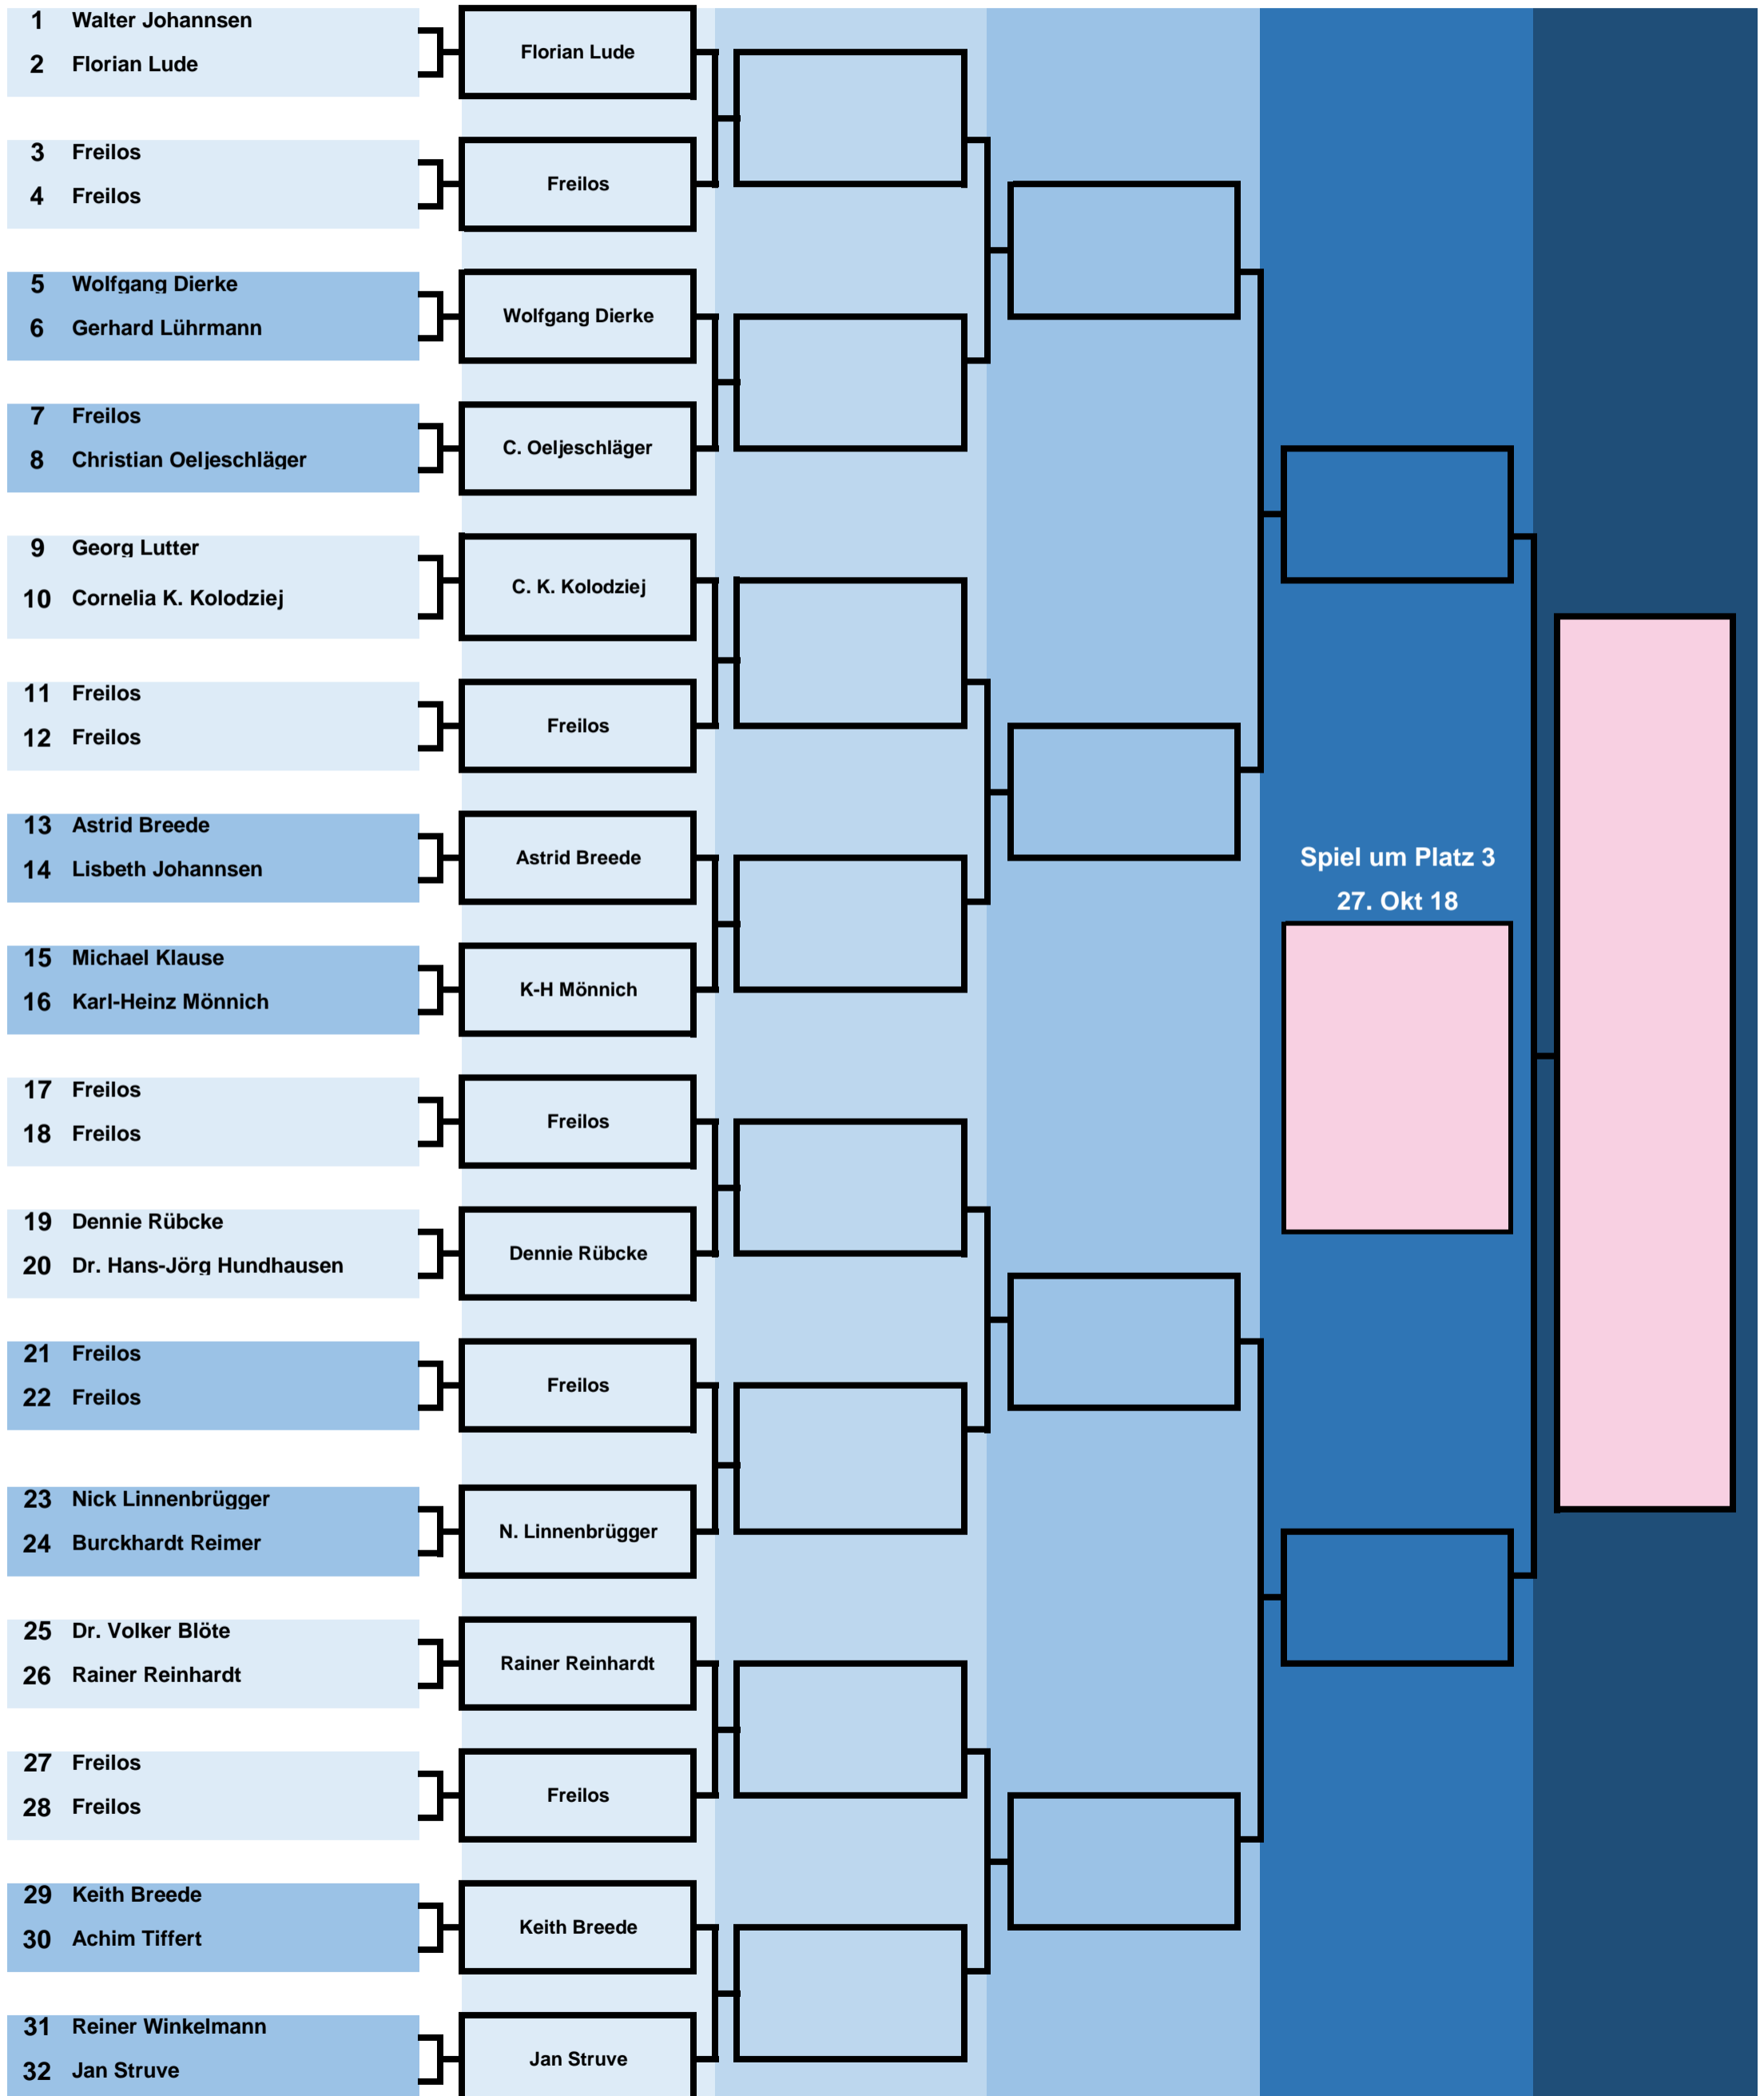 1 Walter Johannsen
2 Florian Lude
Florian Lude
3 Freilos
4 Freilos
Freilos
5 Wolfgang Dierke
6 Gerhard Lührmann
Wolfgang Dierke
7 Freilos
8 Christian Oeljeschläger
C. Oeljeschläger
9 Georg Lutter
10 Cornelia K. Kolodziej
C. K. Kolodziej
11 Freilos
12 Freilos
Freilos
13 Astrid Breede
14 Lisbeth Johannsen
Astrid Breede
Spiel um Platz 3
27. Okt 18
15 Michael Klause
16 Karl-Heinz Mönnich
K-H Mönnich
17 Freilos
18 Freilos
Freilos
19 Dennie Rübcke
20 Dr. Hans-Jörg Hundhausen
Dennie Rübcke
21 Freilos
22 Freilos
Freilos
23 Nick Linnenbrügger
24 Burckhardt Reimer
N. Linnenbrügger
25 Dr. Volker Blöte
26 Rainer Reinhardt
Rainer Reinhardt
27 Freilos
28 Freilos
Freilos
29 Keith Breede
30 Achim Tiffert
Keith Breede
31 Reiner Winkelmann
32 Jan Struve
Jan Struve